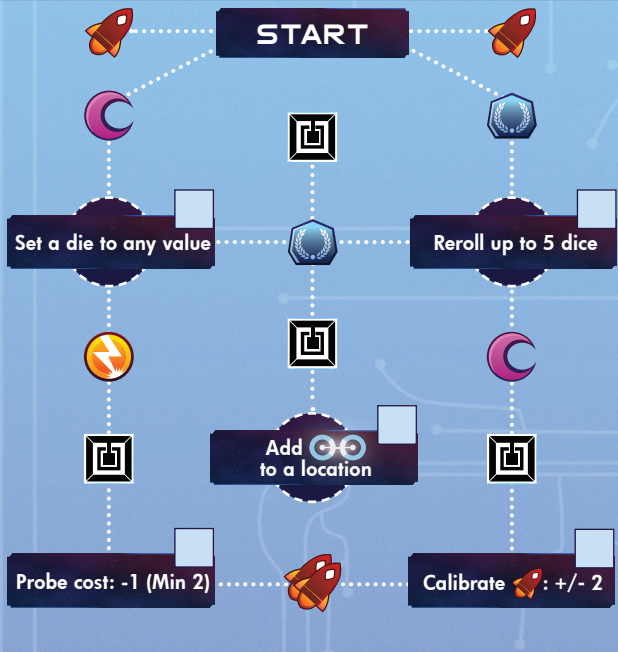 START
Set a die to any value
Reroll up to 5 dice
Add
to a location
Probe cost: -1 (Min 2)
Calibrate : +/- 2